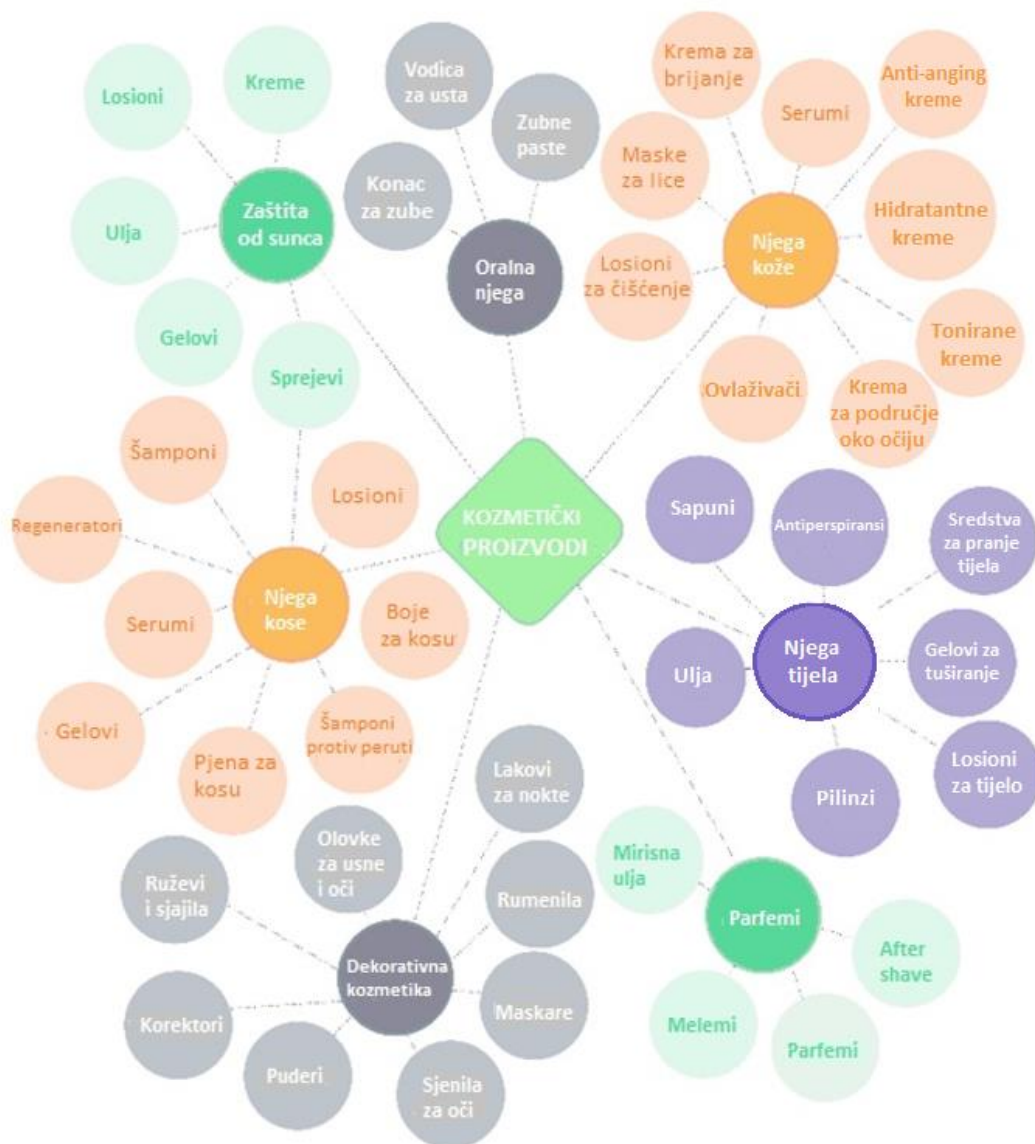 KOZMETIČKI
PROIZVODI
Zaštita
od sunca
Losioni
Kreme
Ulja
Gelovi
Sprejevi
Oralna
njega
Vodica
za usta
Zubne
paste
Konac
za zube
Njega
kože
Krema za
brijanje
Serumi
Anti-anging
kreme
Maske
za lice
Hidratantne
kreme
Losioni
za čišćenje
Tonirane
kreme
Ovlaživači
Krema
za područje
oko očiju
Njega
kose
Šamponi
Losioni
Regeneratori
Serumi
Boje
za kosu
Gelovi
Pjena za
kosu
Šamponi
protiv peruti
Njega
tijela
Sapuni
Antiperspiransi
Sredstva
za pranje
tijela
Ulja
Gelovi za
tuširanje
Pilinzi
Losioni
za tijelo
Dekorativna
kozmetika
Lakovi
za nokte
Olovke
za usne
i oči
Ruževi
i sjajila
Rumenila
Korektori
Maskare
Puderi
Sjenila
za oči
Parfemi
Mirisna
ulja
After
shave
Melemi
Parfemi